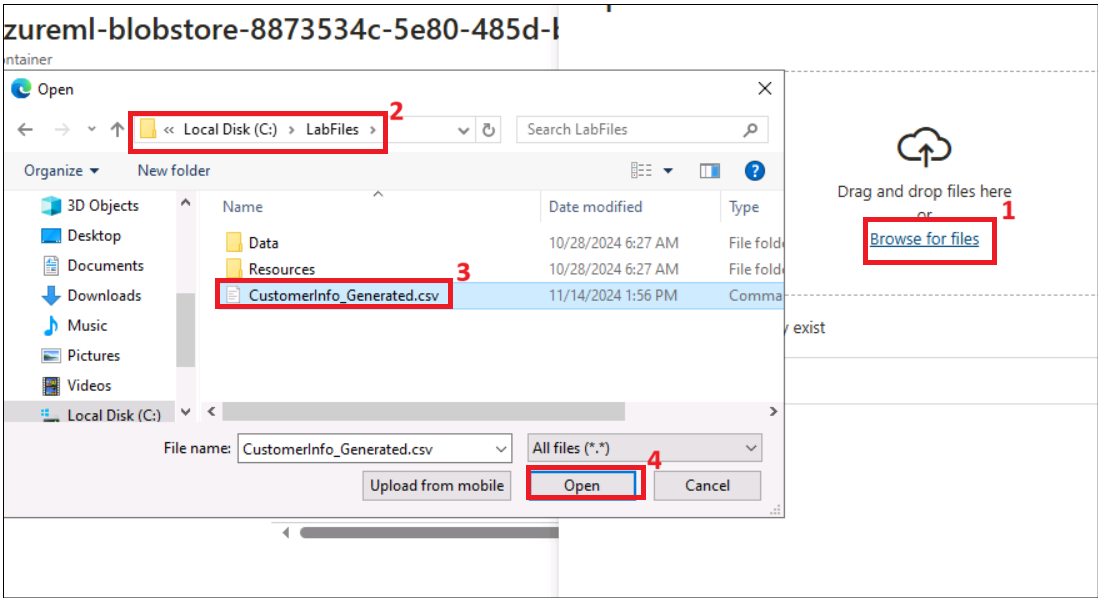 zureml-blobstore-8873534c-5e80-485d-b
ontainer
Open
2
« Local Disk (C:) > LabFiles >
Search LabFiles
Organize
New folder
?
Name
Date modified
Type
3D Objects
Desktop
Documents
Downloads
Music
Pictures
Videos
Local Disk (C:)
Data
10/28/2024 6:27 AM
File folde
Resources
10/28/2024 6:27 AM
File folde
3
CustomerInfo_Generated.csv
11/14/2024 1:56 PM
Comma
File name:
CustomerInfo_Generated.csv
All files (*.*)
4
Upload from mobile
Open
Cancel
Drag and drop files here
or
1
Browse for files
y exist